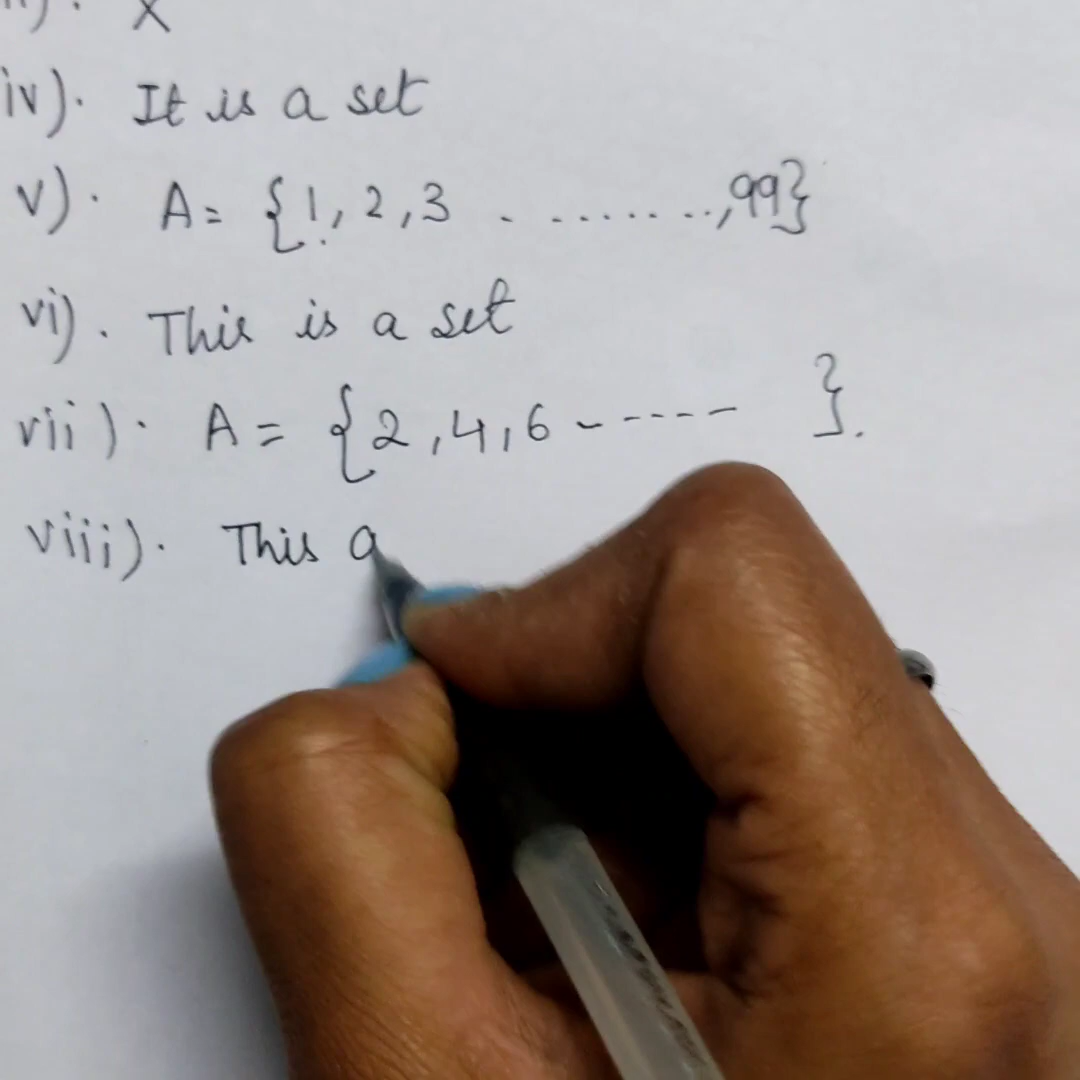 ). X
iv). It is a set
v). A = {1, 2, 3 - ........, 99}
vi). This is a set
vii). A = {2, 4, 6 ----- }.
viii). This a